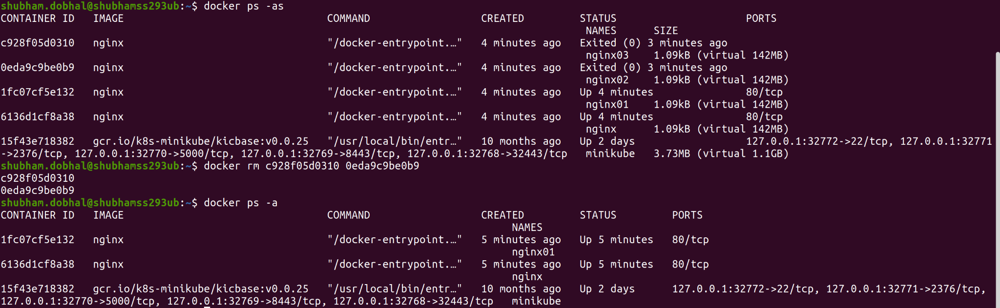 shubham.dobhal@shubhamss293ub:~$ docker ps -as
CONTAINER ID   IMAGE                                 COMMAND                  CREATED         STATUS                     PORTS
NAMES      SIZE
c928f05d0310   nginx                                 "/docker-entrypoint.…"   4 minutes ago   Exited (0) 3 minutes ago
nginx03    1.09kB (virtual 142MB)
0eda9c9be0b9   nginx                                 "/docker-entrypoint.…"   4 minutes ago   Exited (0) 3 minutes ago
nginx02    1.09kB (virtual 142MB)
1fc07cf5e132   nginx                                 "/docker-entrypoint.…"   4 minutes ago   Up 4 minutes               80/tcp
nginx01    1.09kB (virtual 142MB)
6136d1cf8a38   nginx                                 "/docker-entrypoint.…"   4 minutes ago   Up 4 minutes               80/tcp
nginx      1.09kB (virtual 142MB)
15f43e718382   gcr.io/k8s-minikube/kicbase:v0.0.25   "/usr/local/bin/entr…"   10 months ago   Up 2 days                  127.0.0.1:32772->22/tcp, 127.0.0.1:32771
->2376/tcp, 127.0.0.1:32770->5000/tcp, 127.0.0.1:32769->8443/tcp, 127.0.0.1:32768->32443/tcp   minikube   3.73MB (virtual 1.1GB)
shubham.dobhal@shubhamss293ub:~$ docker rm c928f05d0310 0eda9c9be0b9
c928f05d0310
0eda9c9be0b9
shubham.dobhal@shubhamss293ub:~$ docker ps -a
CONTAINER ID   IMAGE                                 COMMAND                  CREATED         STATUS         PORTS
NAMES
1fc07cf5e132   nginx                                 "/docker-entrypoint.…"   5 minutes ago   Up 5 minutes   80/tcp
nginx01
6136d1cf8a38   nginx                                 "/docker-entrypoint.…"   5 minutes ago   Up 5 minutes   80/tcp
nginx
15f43e718382   gcr.io/k8s-minikube/kicbase:v0.0.25   "/usr/local/bin/entr…"   10 months ago   Up 2 days      127.0.0.1:32772->22/tcp, 127.0.0.1:32771->2376/tcp,
127.0.0.1:32770->5000/tcp, 127.0.0.1:32769->8443/tcp, 127.0.0.1:32768->32443/tcp   minikube